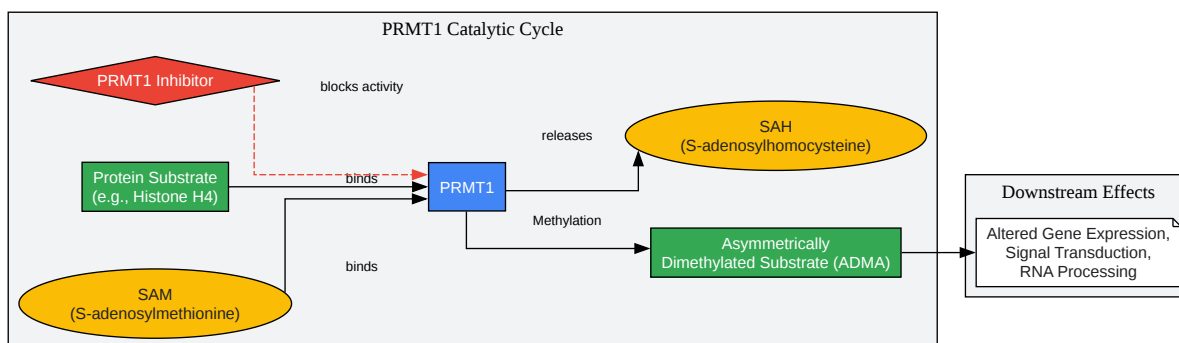 PRMT1 Catalytic Cycle
PRMT1 Inhibitor
blocks activity
SAH
(S-adenosylhomocysteine)
releases
Protein Substrate
(e.g., Histone H4)
binds
PRMT1
Methylation
Asymmetrically
Dimethylated Substrate (ADMA)
binds
SAM
(S-adenosylmethionine)
Downstream Effects
Altered Gene Expression,
Signal Transduction,
RNA Processing